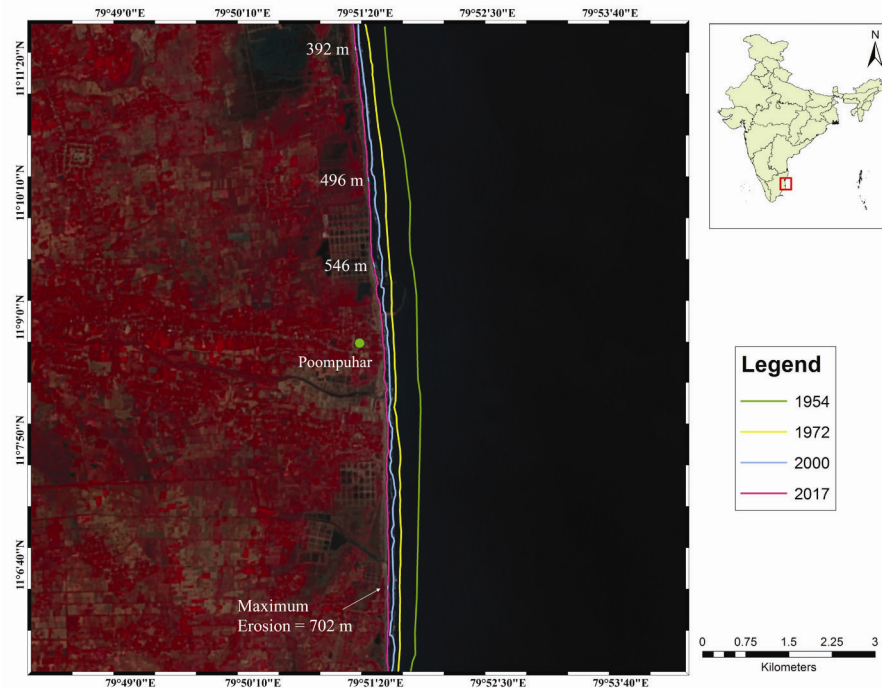 79°49'0"E 79°50'10"E 79°51'20"E 79°52'30"E 79°53'40"E
11°11'20"N
11°01'01"N
11°9'0"N
11°7'50"N
11°6'40"N
392 m
496 m
546 m
Poompuhar
Maximum
Erosion = 702 m
79°49'0"E 79°50'10"E 79°51'20"E 79°52'30"E 79°53'40"E
N
Legend
1954
1972
2000
2017
0 0.75 1.5 2.25 3
Kilometers